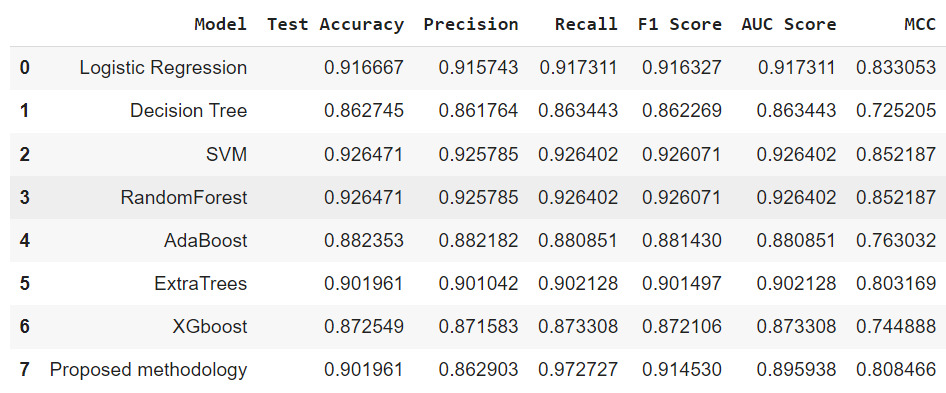 Model Test Accuracy Precision Recall F1 Score AUC Score MCC
0 Logistic Regression 0.916667 0.915743 0.917311 0.916327 0.917311 0.833053
1 Decision Tree 0.862745 0.861764 0.863443 0.862269 0.863443 0.725205
2 SVM 0.926471 0.925785 0.926402 0.926071 0.926402 0.852187
3 RandomForest 0.926471 0.925785 0.926402 0.926071 0.926402 0.852187
4 AdaBoost 0.882353 0.882182 0.880851 0.881430 0.880851 0.763032
5 ExtraTrees 0.901961 0.901042 0.902128 0.901497 0.902128 0.803169
6 XGboost 0.872549 0.871583 0.873308 0.872106 0.873308 0.744888
7 Proposed methodology 0.901961 0.862903 0.972727 0.914530 0.895938 0.808466